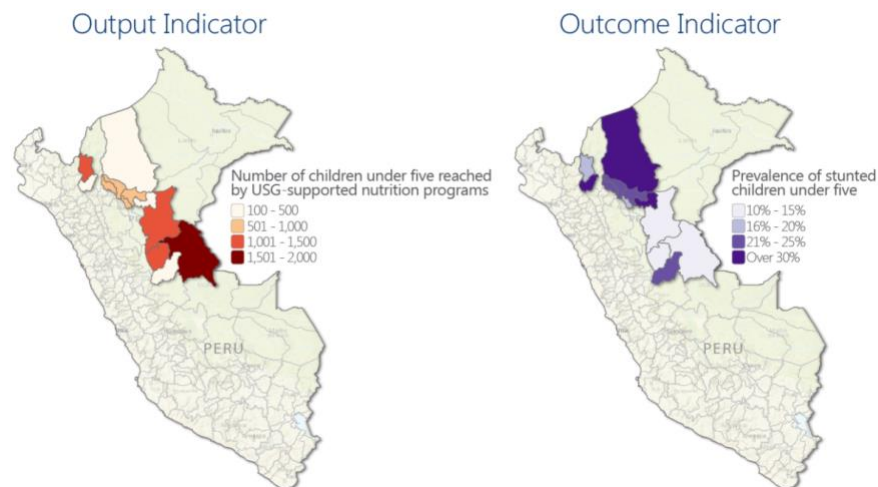 Output Indicator
Outcome Indicator
Number of children under five reached
by USG-supported nutrition programs
100 - 500
501 - 1,000
1,001 - 1,500
1,501 - 2,000
PERU
Prevalence of stunted
children under five
10% - 15%
16% - 20%
21% - 25%
Over 30%
PERU